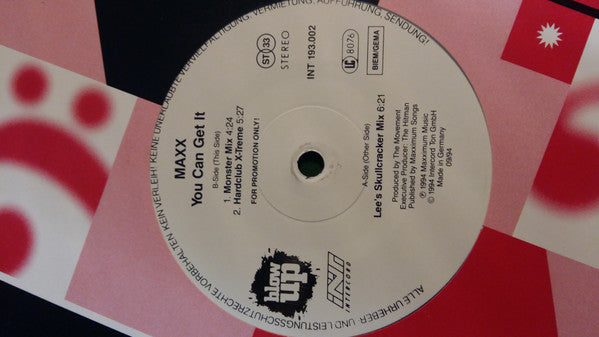 MAXX
You Can Get It
B-Side (This Side)
1. Monster Mix 4:24
2. Hardclub X-Treme 5:27
FOR PROMOTION ONLY!
ST 33
STEREO
INT 193.002
LC 8076
BIEM/GEMA
A-Side (Other Side)
Lee's Skullcracker Mix 6:21
Produced by The Movement
Executive Producer: The Hitman
Published by Maxximum Songs
℗ 1994 Maxximum Music
© 1994 Intercord Ton GmbH
Made in Germany
09/94
blow
up
INT
INTERCORD
ALLE URHEBER- UND LEISTUNGSSCHUTZRECHTE VORBEHALTEN. KEIN VERLEIH! KEINE UNERLAUBTE VERVIELFÄLTIGUNG, VERMIETUNG, AUFFÜHRUNG, SENDUNG!